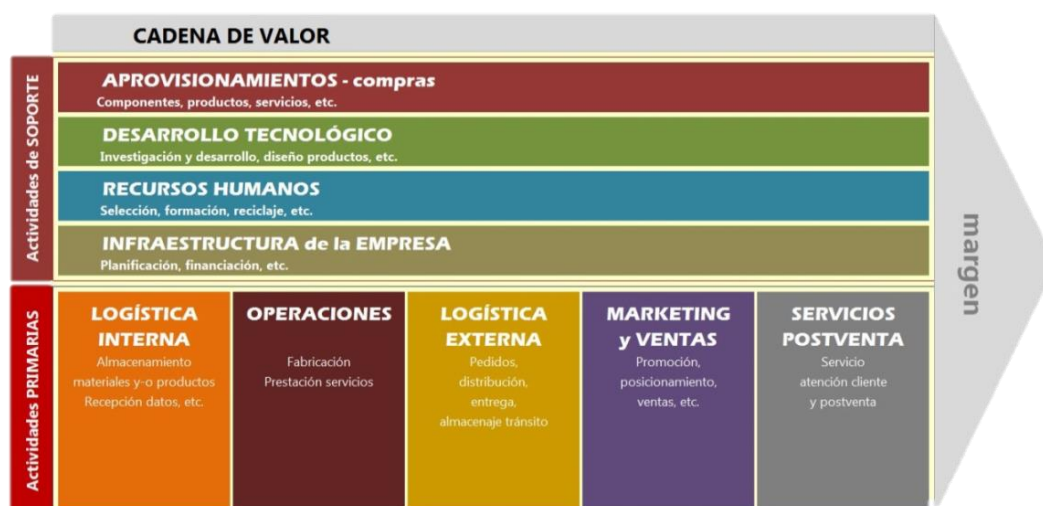 CADENA DE VALOR
Actividades de SOPORTE
APROVISIONAMIENTOS - compras
Componentes, productos, servicios, etc.
DESARROLLO TECNOLÓGICO
Investigación y desarrollo, diseño productos, etc.
RECURSOS HUMANOS
Selección, formación, reciclaje, etc.
INFRAESTRUCTURA de la EMPRESA
Planificación, financiación, etc.
margen
Actividades PRIMARIAS
LOGÍSTICA
INTERNA
Almacenamiento
materiales y-o productos
Recepción datos, etc.
OPERACIONES
Fabricación
Prestación servicios
LOGÍSTICA
EXTERNA
Pedidos,
distribución,
entrega,
almacenaje tránsito
MARKETING
y VENTAS
Promoción,
posicionamiento,
ventas, etc.
SERVICIOS
POSTVENTA
Servicio
atención cliente
y postventa